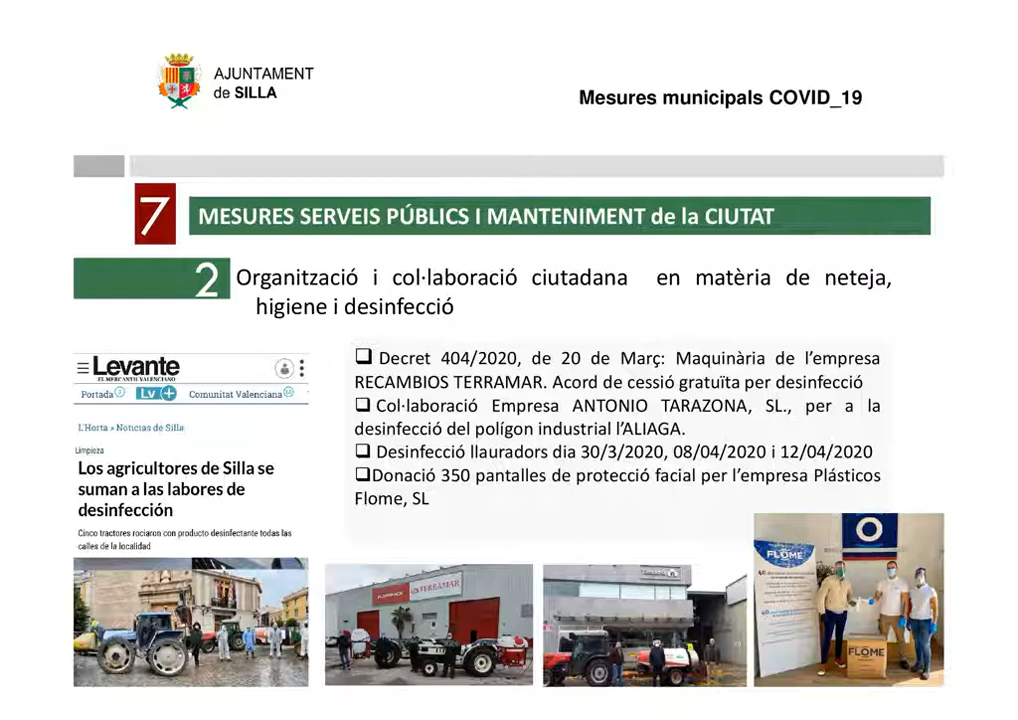 AJUNTAMENT
de SILLA
Mesures municipals COVID_19
7
MESURES SERVEIS PÚBLICS I MANTENIMENT de la CIUTAT
2
Organització i col·laboració ciutadana en matèria de neteja,
higiene i desinfecció
Levante
EL MERCANTIL VALENCIANO
Portada
Lv +
Comunitat Valenciana
L'Horta » Noticias de Silla
Limpieza
Los agricultores de Silla se
suman a las labores de
desinfección
Cinco tractores rociaron con producto desinfectante todas las
calles de la localidad
❑ Decret 404/2020, de 20 de Març: Maquinària de l’empresa
RECAMBIOS TERRAMAR. Acord de cessió gratuïta per desinfecció
❑ Col·laboració Empresa ANTONIO TARAZONA, SL., per a la
desinfecció del polígon industrial l’ALIAGA.
❑ Desinfecció llauradors dia 30/3/2020, 08/04/2020 i 12/04/2020
❑Donació 350 pantalles de protecció facial per l’empresa Plásticos
Flome, SL
TERRAMAR
FLOME
FLOME